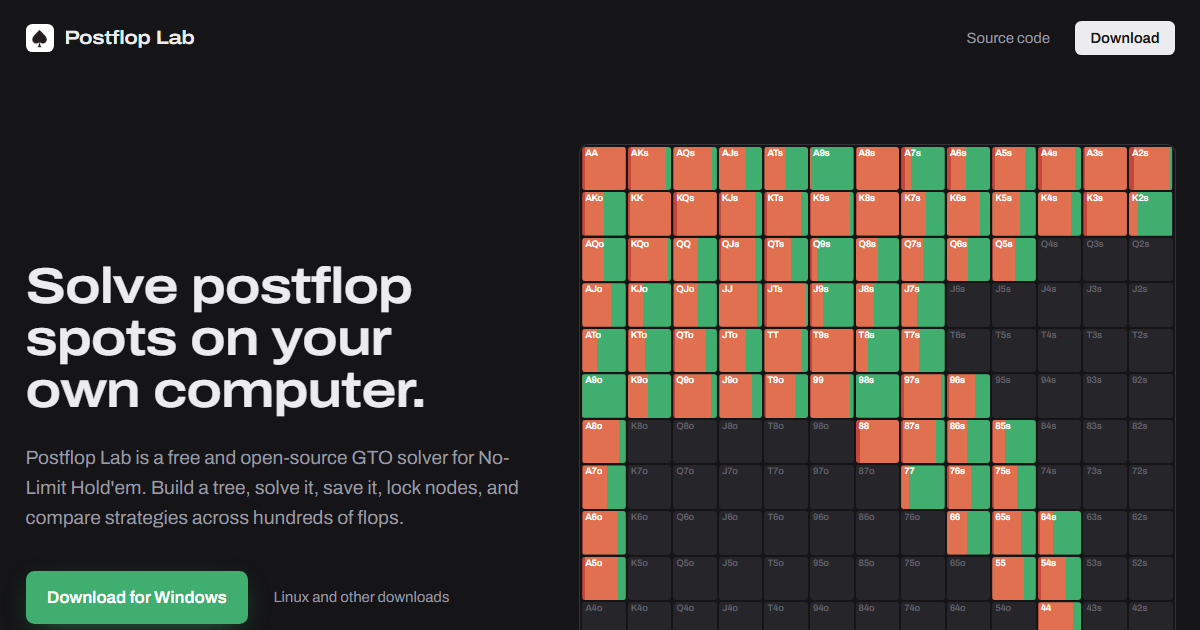 Postflop Lab
Source code
Download
Solve postflop
spots on your
own computer.
Postflop Lab is a free and open-source GTO solver for No-
Limit Hold'em. Build a tree, solve it, save it, lock nodes, and
compare strategies across hundreds of flops.
Download for Windows
Linux and other downloads
AA AKs AQs AJs ATs A9s A8s A7s A6s A5s A4s A3s A2s
AKo KK KQs KJs KTs K9s K8s K7s K6s K5s K4s K3s K2s
AQo KQo QQ QJs QTs Q9s Q8s Q7s Q6s Q5s Q4s Q3s Q2s
AJo KJo QJo JJ JTs J9s J8s J7s J6s J5s J4s J3s J2s
ATo KTo QTo JTo TT T9s T8s T7s T6s T5s T4s T3s T2s
A9o K9o Q9o J9o T9o 99 98s 97s 96s 95s 94s 93s 92s
A8o K8o Q8o J8o T8o 98o 88 87s 86s 85s 84s 83s 82s
A7o K7o Q7o J7o T7o 97o 87o 77 76s 75s 74s 73s 72s
A6o K6o Q6o J6o T6o 96o 86o 76o 66 65s 64s 63s 62s
A5o K5o Q5o J5o T5o 95o 85o 75o 65o 55 54s 53s 52s
A4o K4o Q4o J4o T4o 94o 84o 74o 64o 54o 44 43s 42s